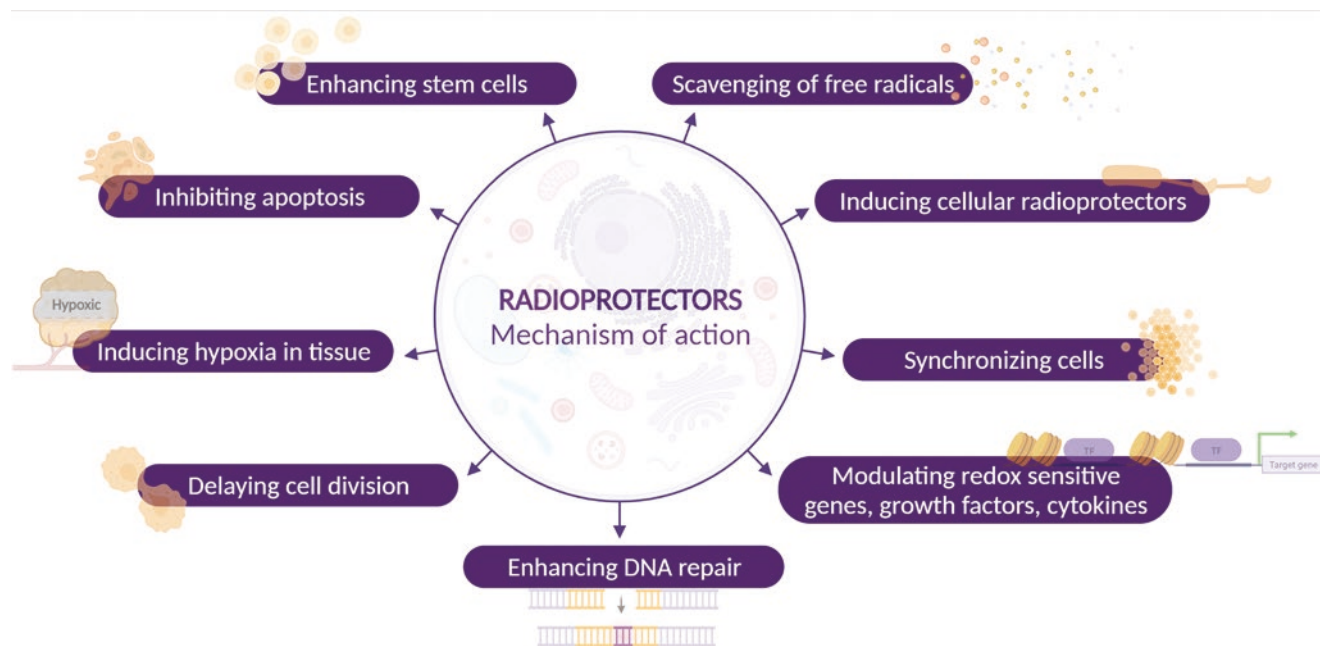 Enhancing stem cells
Scavenging of free radicals
Inhibiting apoptosis
Inducing cellular radioprotectors
Hypoxic
Inducing hypoxia in tissue
RADIOPROTECTORS
Mechanism of action
Synchronizing cells
TF
TF
Target gene
Delaying cell division
Modulating redox sensitive
genes, growth factors, cytokines
Enhancing DNA repair